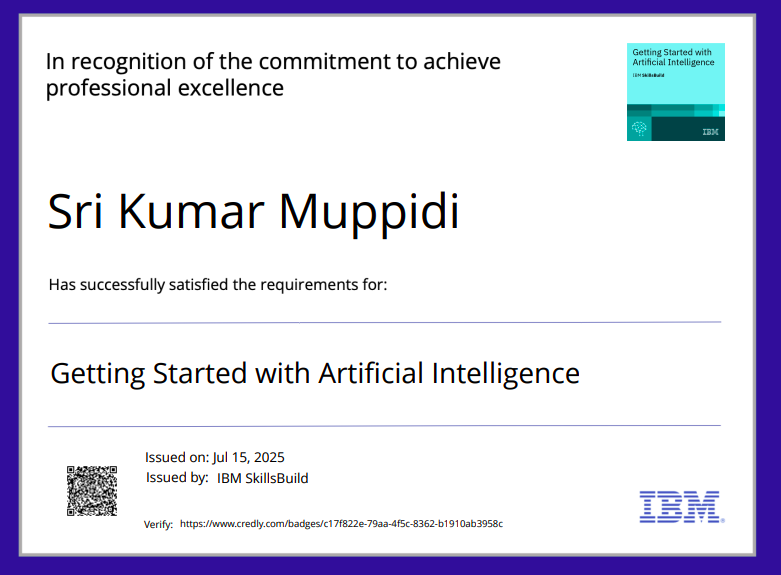 In recognition of the commitment to achieve
professional excellence
Getting Started with
Artificial Intelligence
IBM SkillsBuild
IBM
Sri Kumar Muppidi
Has successfully satisfied the requirements for:
Getting Started with Artificial Intelligence
Issued on: Jul 15, 2025
Issued by: IBM SkillsBuild
Verify: https://www.credly.com/badges/c17f822e-79aa-4f5c-8362-b1910ab3958c
IBM®